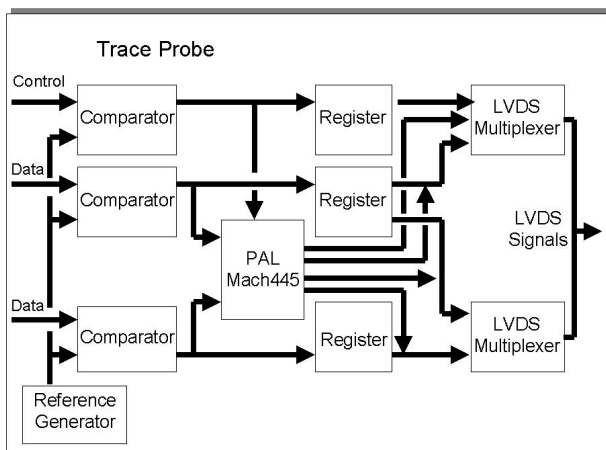 Trace Probe
Control
Comparator
Register
LVDS
Multiplexer
Data
Comparator
Register
PAL
Mach445
LVDS
Signals
Data
Comparator
Register
LVDS
Multiplexer
Reference
Generator